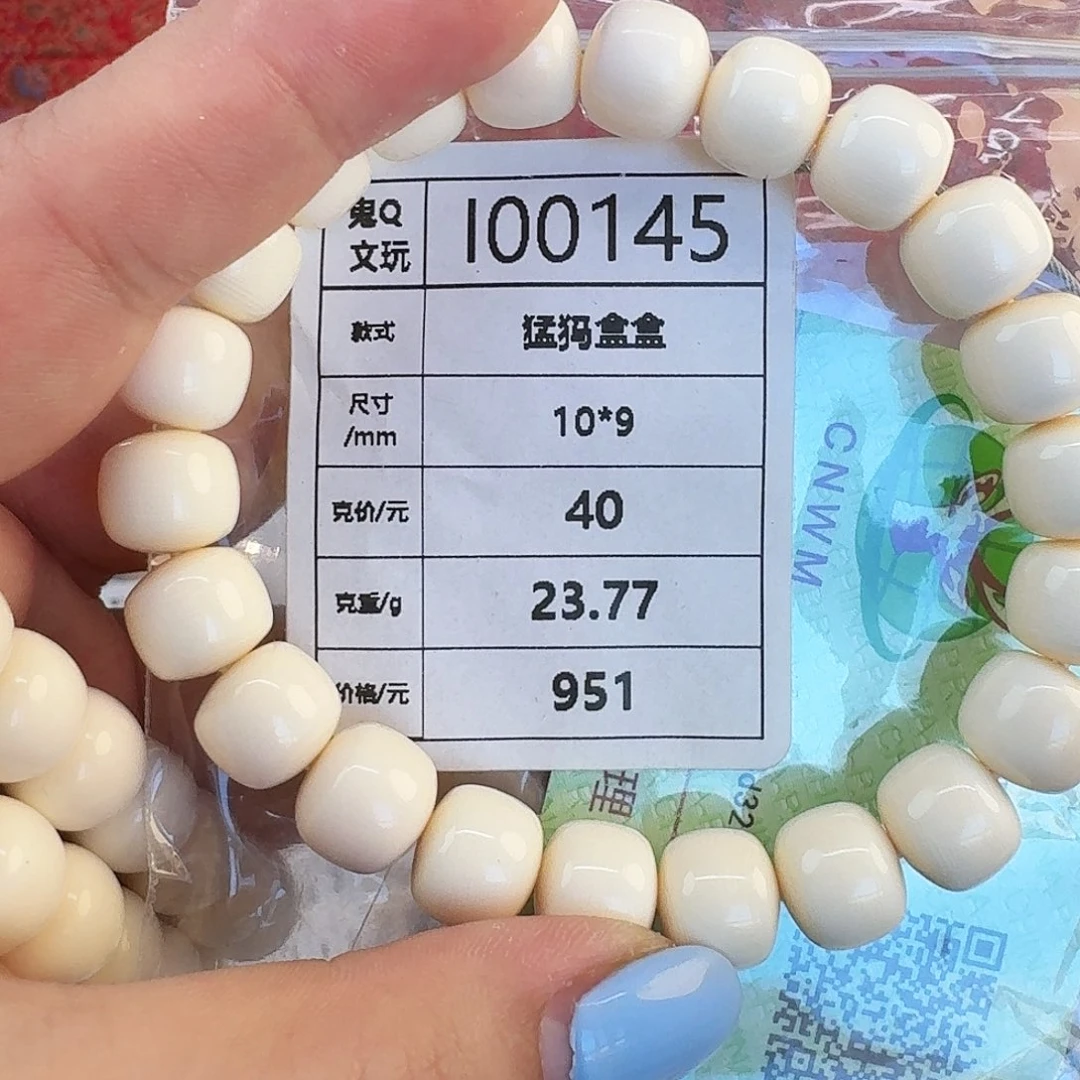 鬼Q
文玩
I00145
款式
猛犸盒盒
尺寸
/mm
10*9
克价/元
40
克重/g
23.77
价格/元
951
CNWM
理